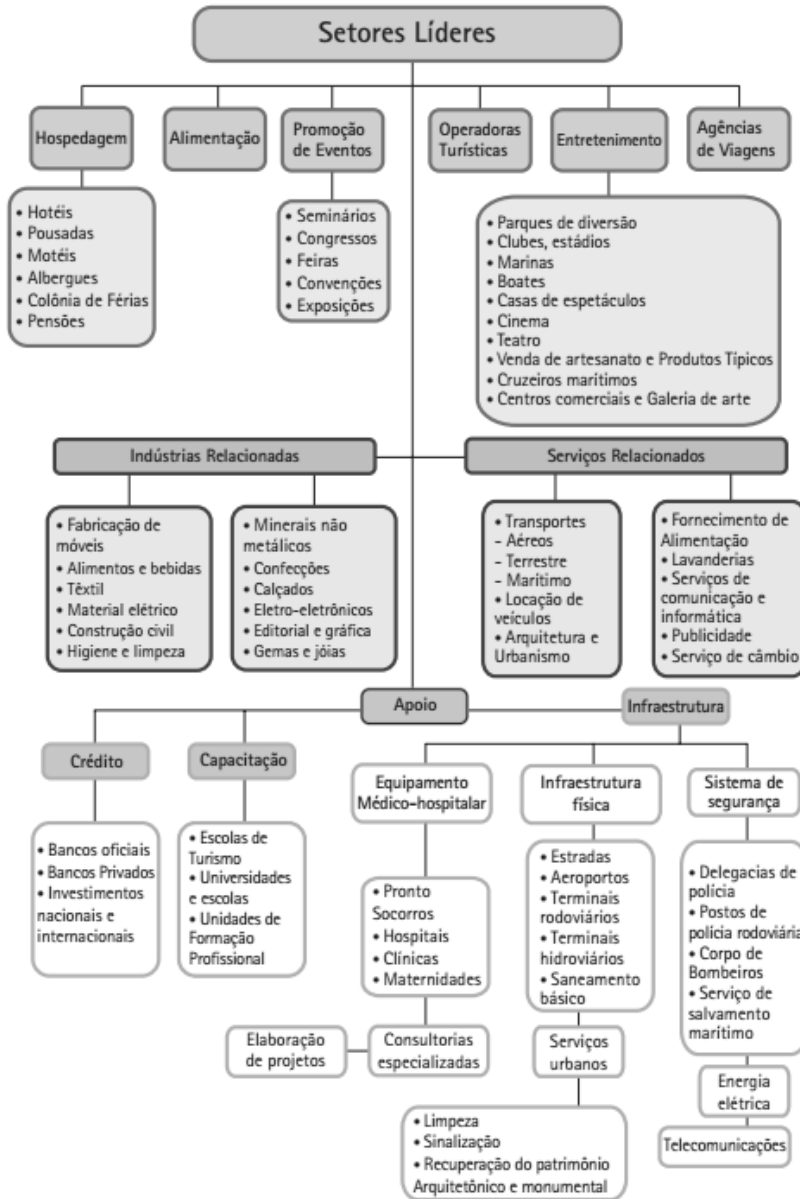 Setores Líderes
Hospedagem
Alimentação
Promoção
de Eventos
Operadoras
Turísticas
Entretenimento
Agências
de Viagens
• Hotéis
• Pousadas
• Motéis
• Albergues
• Colônia de Férias
• Pensões
• Seminários
• Congressos
• Feiras
• Convenções
• Exposições
• Parques de diversão
• Clubes, estádios
• Marinas
• Boates
• Casas de espetáculos
• Cinema
• Teatro
• Venda de artesanato e Produtos Típicos
• Cruzeiros marítimos
• Centros comerciais e Galeria de arte
Indústrias Relacionadas
Serviços Relacionados
• Fabricação de
móveis
• Alimentos e bebidas
• Têxtil
• Material elétrico
• Construção civil
• Higiene e limpeza
• Minerais não
metálicos
• Confecções
• Calçados
• Eletro-eletrônicos
• Editorial e gráfica
• Gemas e jóias
• Transportes
- Aéreos
- Terrestre
- Marítimo
• Locação de
veículos
• Arquitetura e
Urbanismo
• Fornecimento de
Alimentação
• Lavanderias
• Serviços de
comunicação e
informática
• Publicidade
• Serviço de câmbio
Apoio
Infraestrutura
Crédito
Capacitação
Equipamento
Médico-hospitalar
Infraestrutura
física
Sistema de
segurança
• Bancos oficiais
• Bancos Privados
• Investimentos
nacionais e
internacionais
• Escolas de
Turismo
• Universidades
e escolas
• Unidades de
Formação
Profissional
• Pronto
Socorros
• Hospitais
• Clínicas
• Maternidades
• Estradas
• Aeroportos
• Terminais
rodoviários
• Terminais
hidroviários
• Saneamento
básico
• Delegacias de
polícia
• Postos de
polícia rodoviária
• Corpo de
Bombeiros
• Serviço de
salvamento
marítimo
Elaboração
de projetos
Consultorias
especializadas
Serviços
urbanos
Energia
elétrica
• Limpeza
• Sinalização
• Recuperação do patrimônio
Arquitetônico e monumental
Telecomunicações